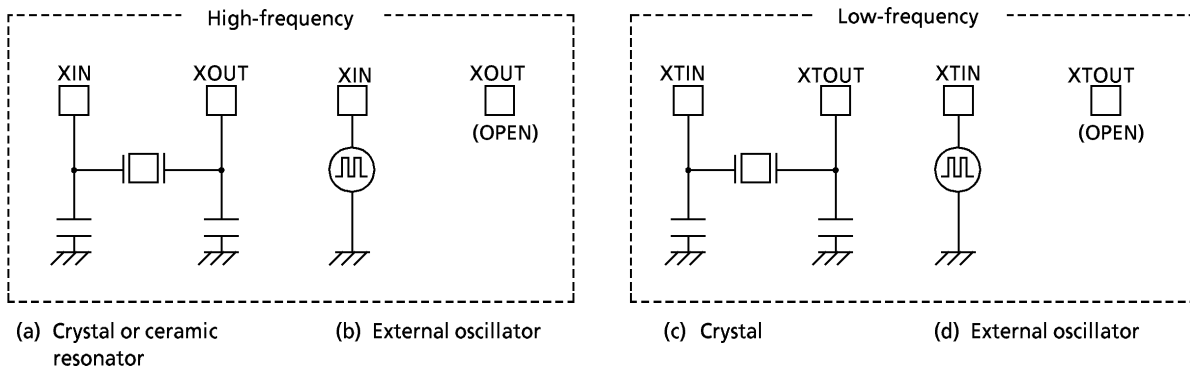 High-frequency
Low-frequency
XIN
XOUT
XIN
XOUT
(OPEN)
XTIN
XTOUT
XTIN
XTOUT
(OPEN)
(a) Crystal or ceramic
resonator
(b) External oscillator
(c) Crystal
(d) External oscillator